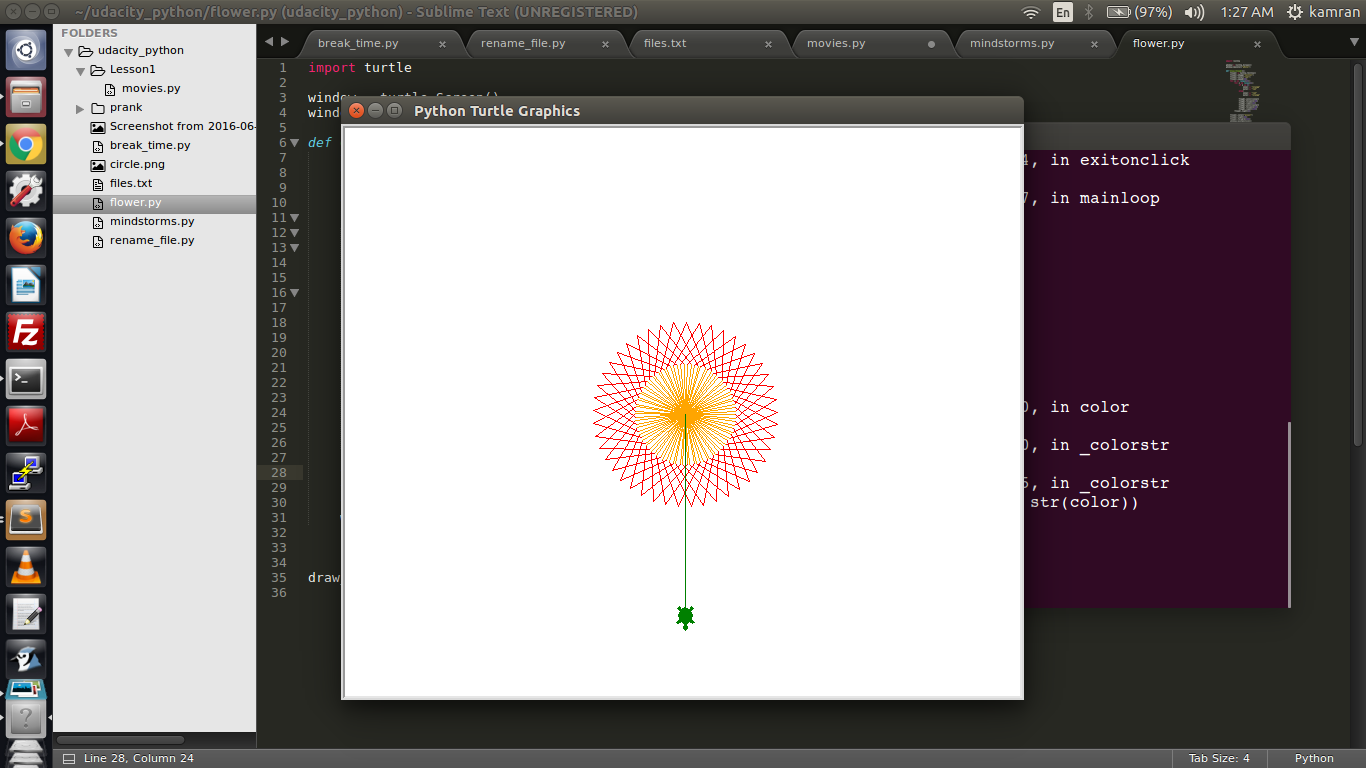 ~/udacity_python/flower.py (udacity_python) - Sublime Text (UNREGISTERED)
En
(97%)
1:27 AM
kamran
FOLDERS
udacity_python
Lesson1
movies.py
prank
Screenshot from 2016-06-
break_time.py
circle.png
files.txt
flower.py
mindstorms.py
rename_file.py
break_time.py
rename_file.py
files.txt
movies.py
mindstorms.py
flower.py
1 import turtle
2
3 window = turtle.Screen()
4 wind
5
6 def
7
8
9
10
11
12
13
14
15
16
17
18
19
20
21
22
23
24
25
26
27
28
29
30
31
32
33
34
35 draw_
36
Python Turtle Graphics
4, in exitonclick
7, in mainloop
0, in color
0, in _colorstr
5, in _colorstr
str(color))
Fz
S
?
Line 28, Column 24
Tab Size: 4
Python